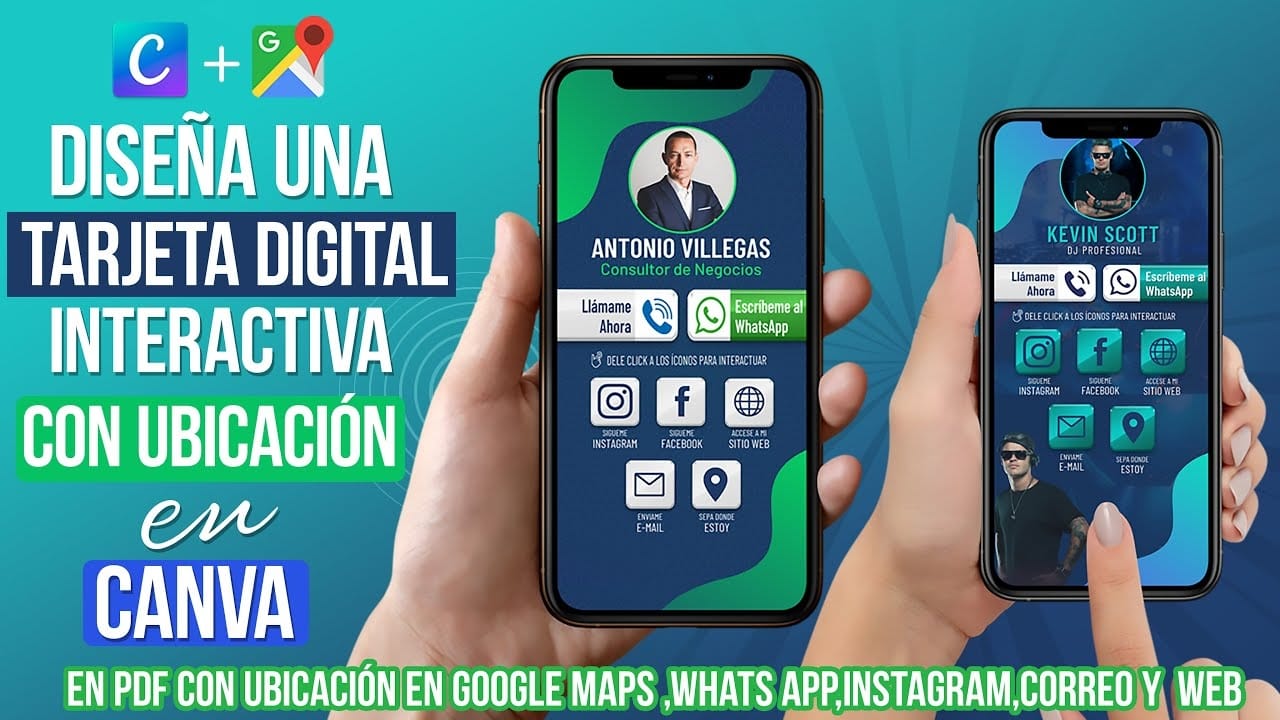 C + G
DISEÑA UNA
TARJETA DIGITAL
INTERACTIVA
CON UBICACIÓN
en
CANVA
ANTONIO VILLEGAS
Consultor de Negocios
Llámame
Ahora
Escríbeme al
WhatsApp
DELE CLICK A LOS ÍCONOS PARA INTERACTUAR
SIGUEME
INSTAGRAM
SIGUEME
FACEBOOK
ACCESE A MI
SITIO WEB
ENVIAME
E-MAIL
SEPA DONDE
ESTOY
KEVIN SCOTT
DJ PROFESIONAL
Llámame
Ahora
Escríbeme al
WhatsApp
DELE CLICK A LOS ÍCONOS PARA INTERACTUAR
SIGUEME
INSTAGRAM
SIGUEME
FACEBOOK
ACCESE A MI
SITIO WEB
ENVIAME
E-MAIL
SEPA DONDE
ESTOY
EN PDF CON UBICACIÓN EN GOOGLE MAPS ,WHATS APP,INSTAGRAM,CORREO Y WEB